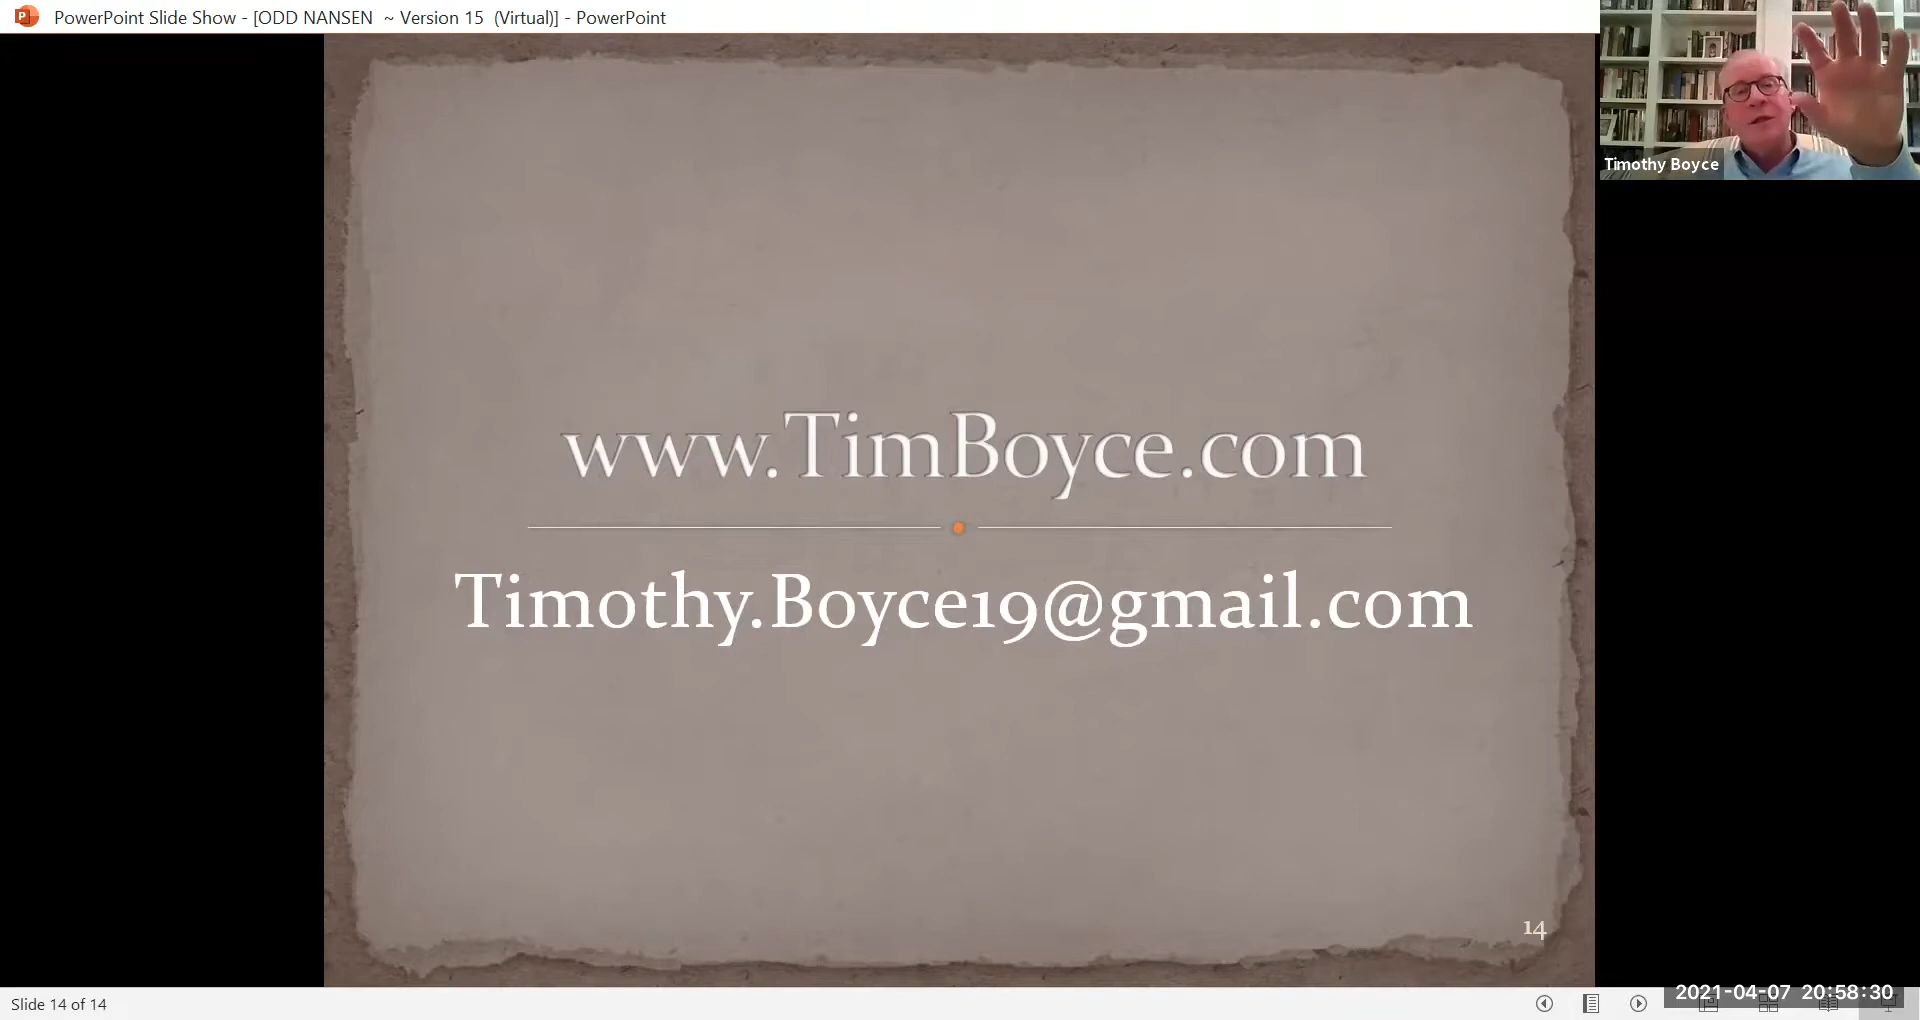 PowerPoint Slide Show - [ODD NANSEN ~ Version 15 (Virtual)] - PowerPoint
Timothy Boyce
www.TimBoyce.com
Timothy.Boyce19@gmail.com
14
Slide 14 of 14
2021-04-07 20:58:30